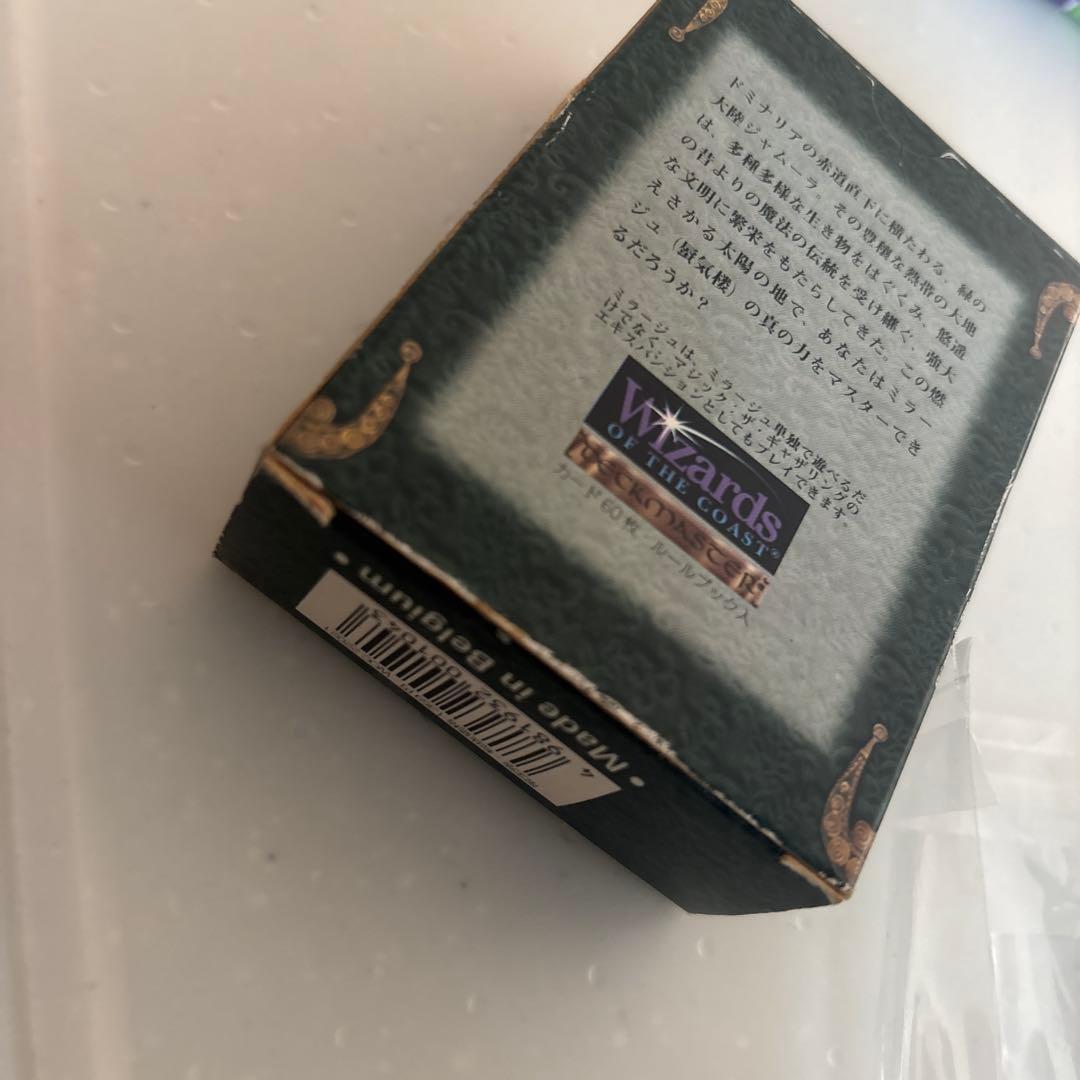 ドミナリアの赤道直下に横たわる、緑の
大陸ジャムーラ。その豊穣な熱帯の大地
は、多種多様な生き物をはぐくみ、悠遥
の昔よりの魔法の伝統を受け継ぐ、強大
な文明に繁栄をもたらしてきた。この燃
えさかる太陽の地で、あなたはミラー
ジュ（蜃気楼）の真の力をマスターでき
るだろうか？
ミラージュは、ミラージュ単独で遊べるだ
けでなく、マジック・ザ・ギャザリングの
エキスパンションとしてもプレイできます。
Wizards
OF THE COAST®
DECKMASTER
カード60枚 ルールブック入
• Made in Belgium •